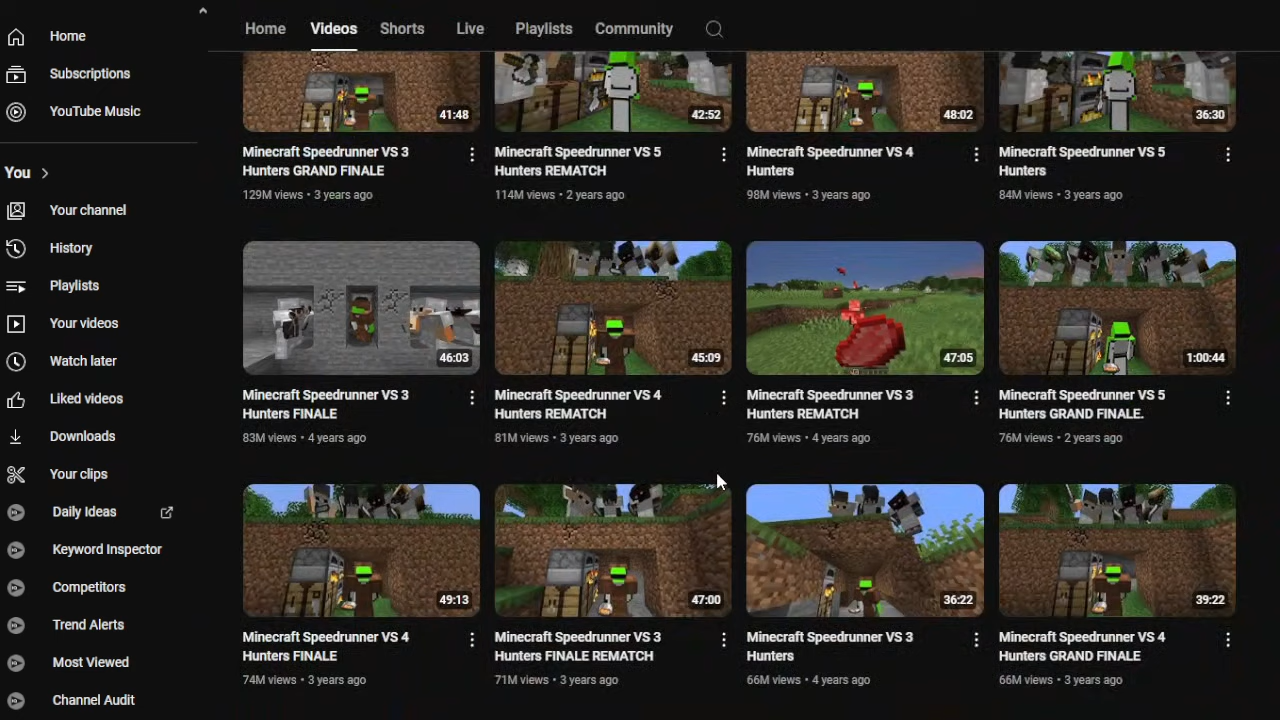 Home
Videos
Shorts
Live
Playlists
Community
Home
Subscriptions
YouTube Music
You
Your channel
History
Playlists
Your videos
Watch later
Liked videos
Downloads
Your clips
Daily Ideas
Keyword Inspector
Competitors
Trend Alerts
Most Viewed
Channel Audit
41:48
Minecraft Speedrunner VS 3
Hunters GRAND FINALE
129M views • 3 years ago
42:52
Minecraft Speedrunner VS 5
Hunters REMATCH
114M views • 2 years ago
48:02
Minecraft Speedrunner VS 4
Hunters
98M views • 3 years ago
36:30
Minecraft Speedrunner VS 5
Hunters
84M views • 3 years ago
46:03
Minecraft Speedrunner VS 3
Hunters FINALE
83M views • 4 years ago
45:09
Minecraft Speedrunner VS 4
Hunters REMATCH
81M views • 3 years ago
47:05
Minecraft Speedrunner VS 3
Hunters REMATCH
76M views • 4 years ago
1:00:44
Minecraft Speedrunner VS 5
Hunters GRAND FINALE.
76M views • 2 years ago
49:13
Minecraft Speedrunner VS 4
Hunters FINALE
74M views • 3 years ago
47:00
Minecraft Speedrunner VS 3
Hunters FINALE REMATCH
71M views • 3 years ago
36:22
Minecraft Speedrunner VS 3
Hunters
66M views • 4 years ago
39:22
Minecraft Speedrunner VS 4
Hunters GRAND FINALE
66M views • 3 years ago